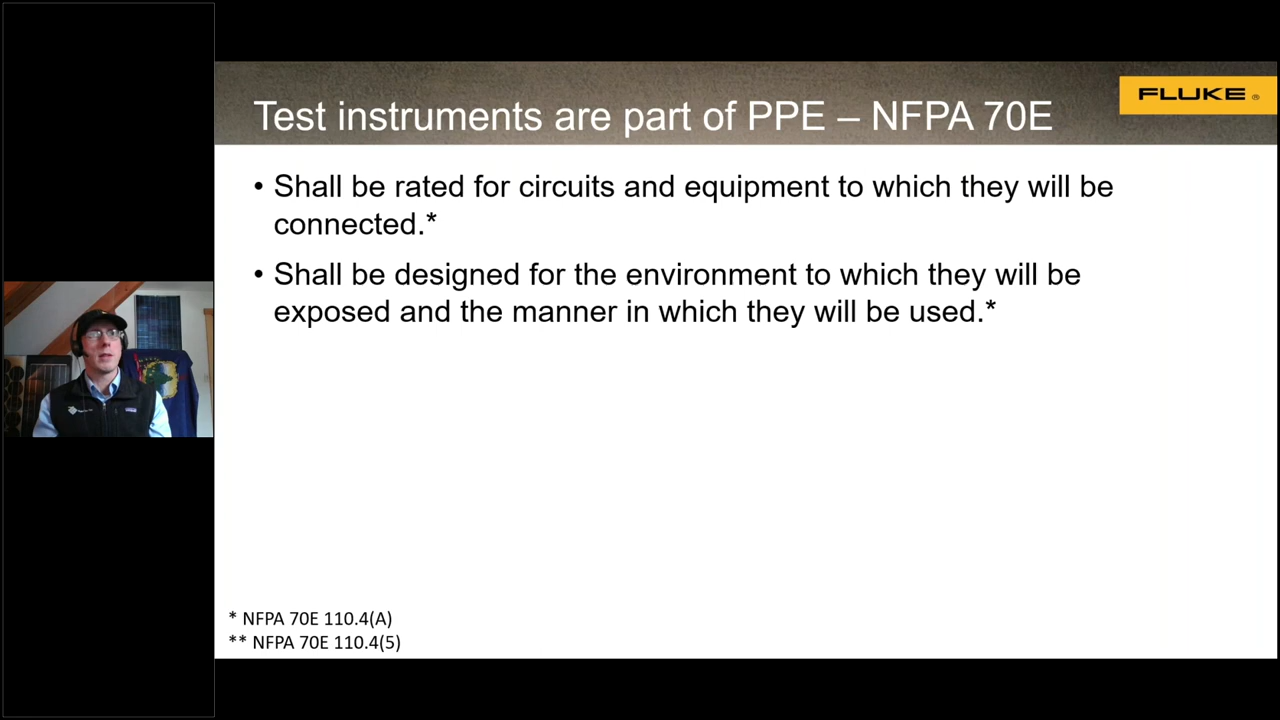 Test instruments are part of PPE – NFPA 70E
FLUKE ®
• Shall be rated for circuits and equipment to which they will be
connected.*
• Shall be designed for the environment to which they will be
exposed and the manner in which they will be used.*
* NFPA 70E 110.4(A)
** NFPA 70E 110.4(5)